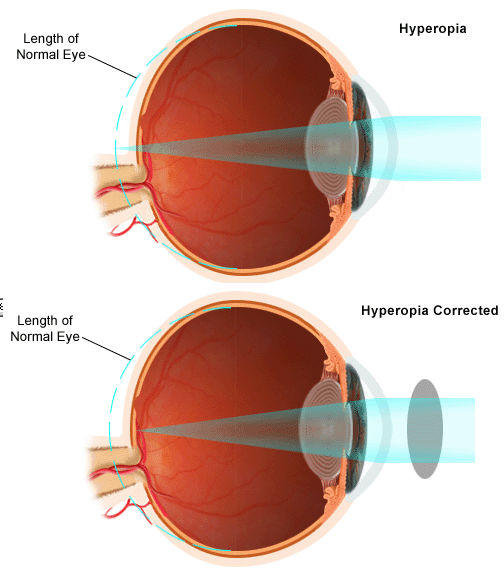 Hyperopia
Length of
Normal Eye
Hyperopia Corrected
Length of
Normal Eye